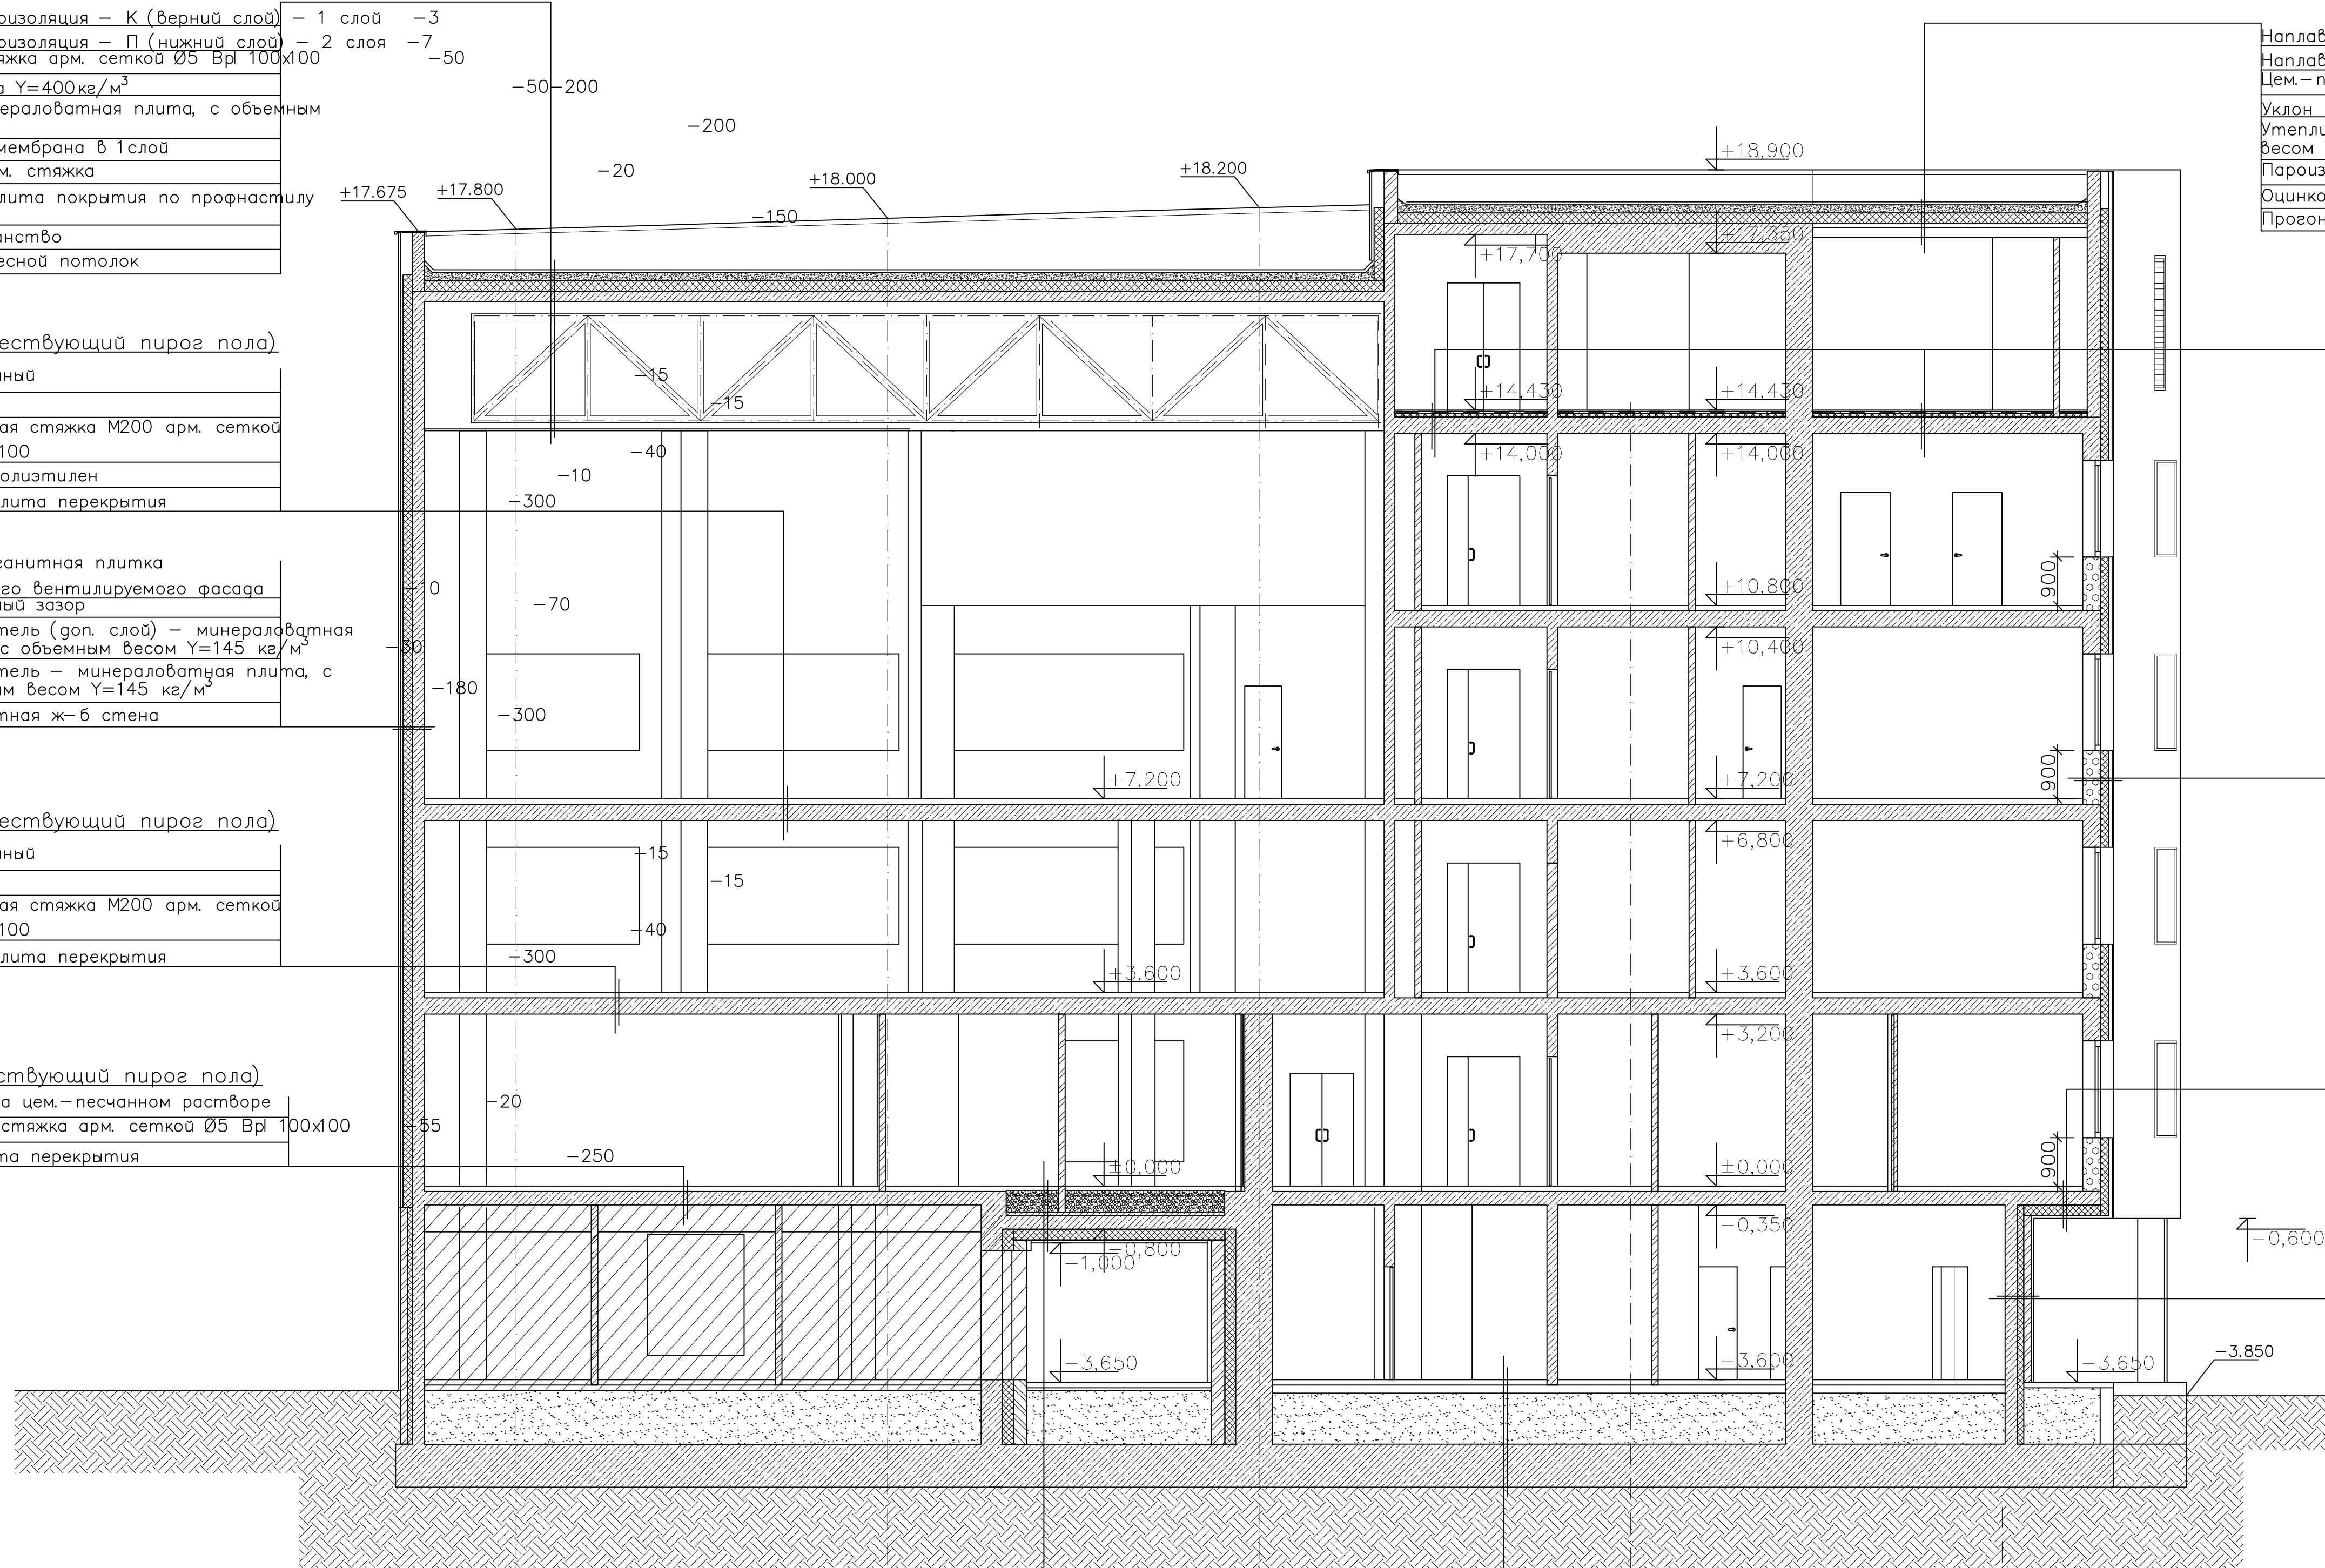 оизоляция – К (верний слой) – 1 слой –3
оизоляция – П (нижний слой) – 2 слоя –7
яжка арм. сеткой Ø5 ВрI 100х100 –50
а Y=400кг/м³
–50–200
ераловатная плита, с объемным
–200
мембрана в 1слой
м. стяжка
–20
лита покрытия по профнастилу
–150
анство
есной потолок
+17.675
+17.800
+18.000
+18.200
+18,900
Наплав
Наплав
Цем.–п
Уклон
Утепли
весом
Пароиз
Оцинко
Прогон
+17,700
+17,350
ествующий пирог пола)
ный
–15
–15
ая стяжка М200 арм. сеткой
100
–40
олиэтилен
–10
лита перекрытия
–300
+14,430
+14,430
+14,000
+14,000
анитная плитка
го вентилируемого фасада
–10
ный зазор
–70
тель (доп. слой) – минераловатная
с объемным весом Y=145 кг/м³
–30
тель – минераловатная плита, с
ым весом Y=145 кг/м³
–180
тная ж–б стена
–300
+10,800
900
+10,400
+7,200
+7,200
900
ествующий пирог пола)
ный
–15
–15
ая стяжка М200 арм. сеткой
100
–40
лита перекрытия
–300
+6,800
+3,600
+3,600
+3,200
ствующий пирог пола)
а цем.–песчанном растворе
–20
стяжка арм. сеткой Ø5 ВрI 100х100
–55
та перекрытия
–250
±0,000
±0,000
900
–0,350
–0,800
–1,000
–0,600
–3,650
–3,600
–3,650
–3.850